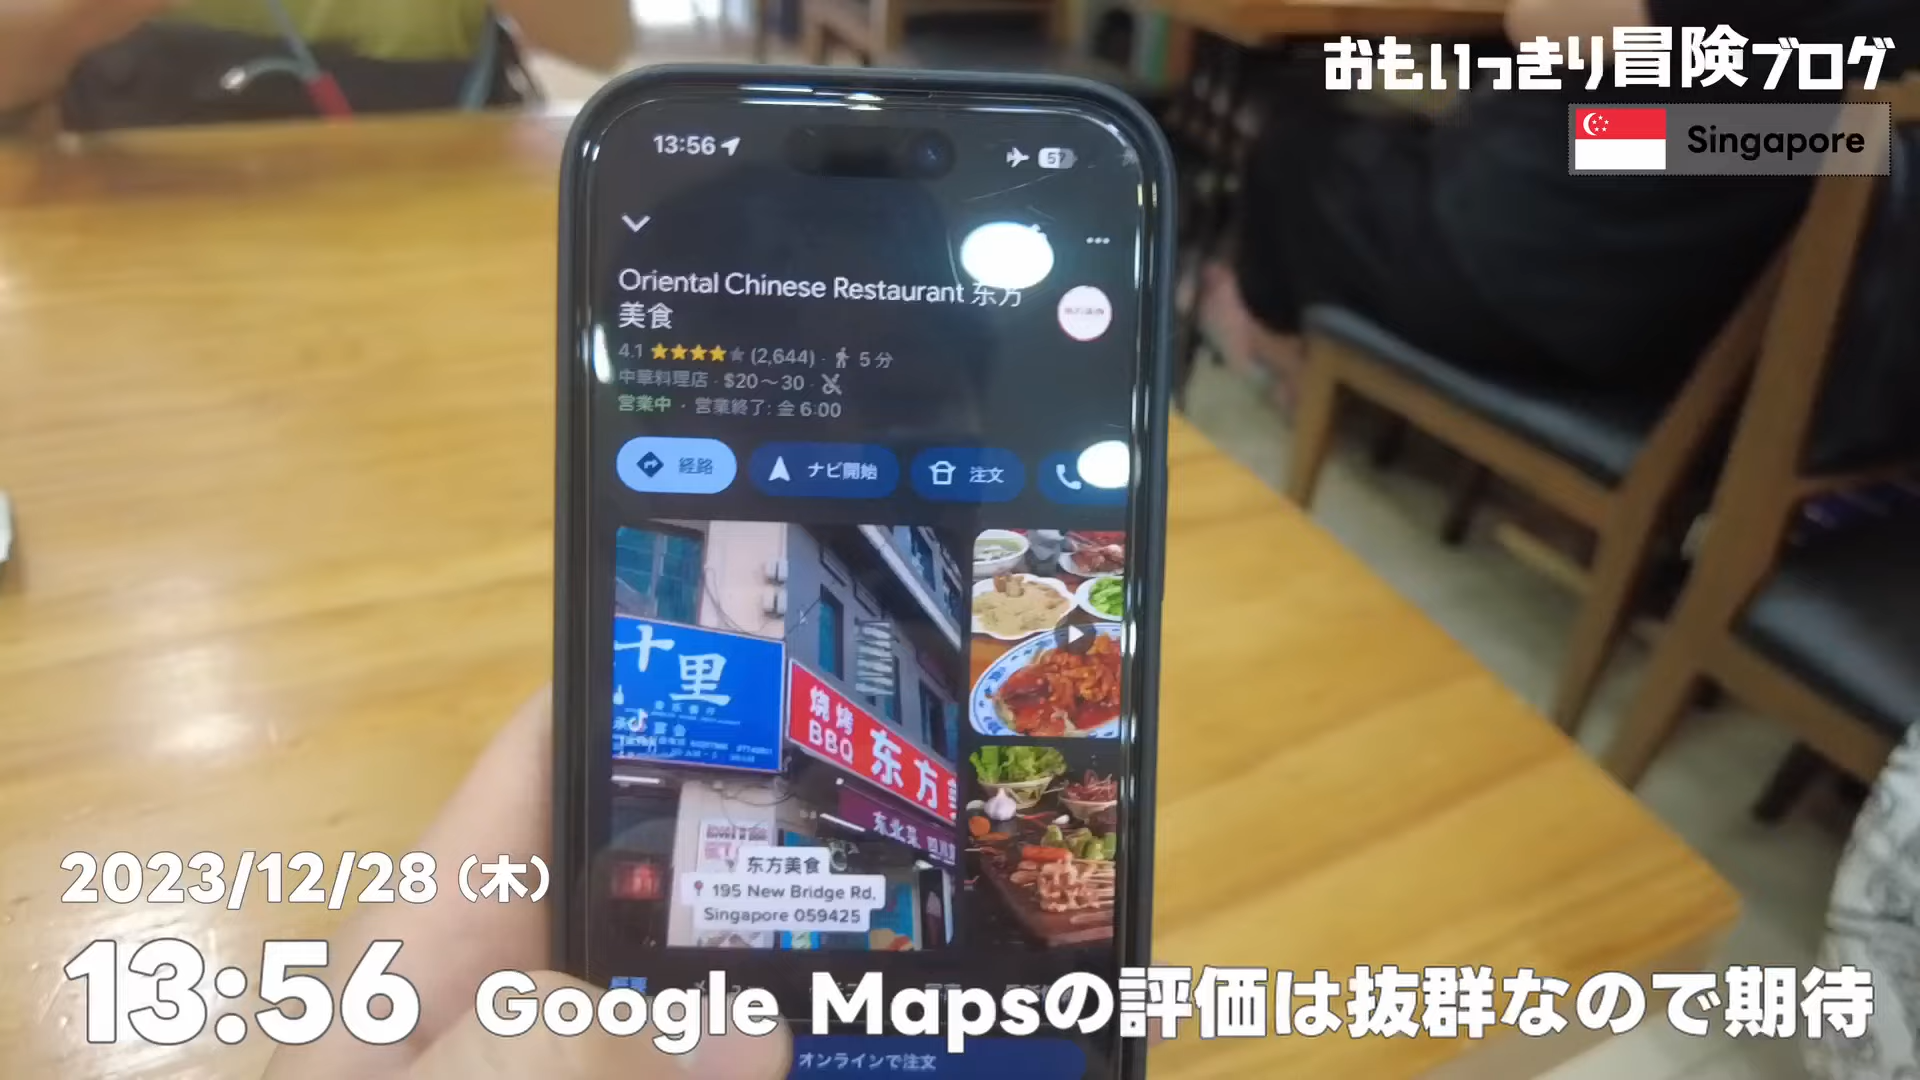 おもいっきり冒険ブログ
Singapore
13:56
57
Oriental Chinese Restaurant 东方
美食
4.1 (2,644) · 5 分
中華料理店 · $20～30 ·
営業中 · 営業終了: 金 6:00
経路
ナビ開始
注文
十里
烧烤
BBQ 东方美
东北菜
东方美食
195 New Bridge Rd,
Singapore 059425
2023/12/28（木）
13:56 Google Mapsの評価は抜群なので期待
オンラインで注文